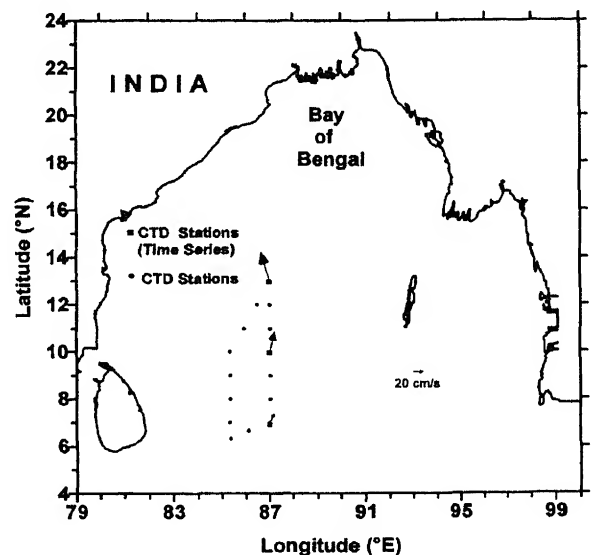 24
22
20
18
16
14
12
10
8
6
4
Latitude (°N)
INDIA
Bay
of
Bengal
CTD Stations
(Time Series)
CTD Stations
20 cm/s
79 83 87 91 95 99
Longitude (°E)